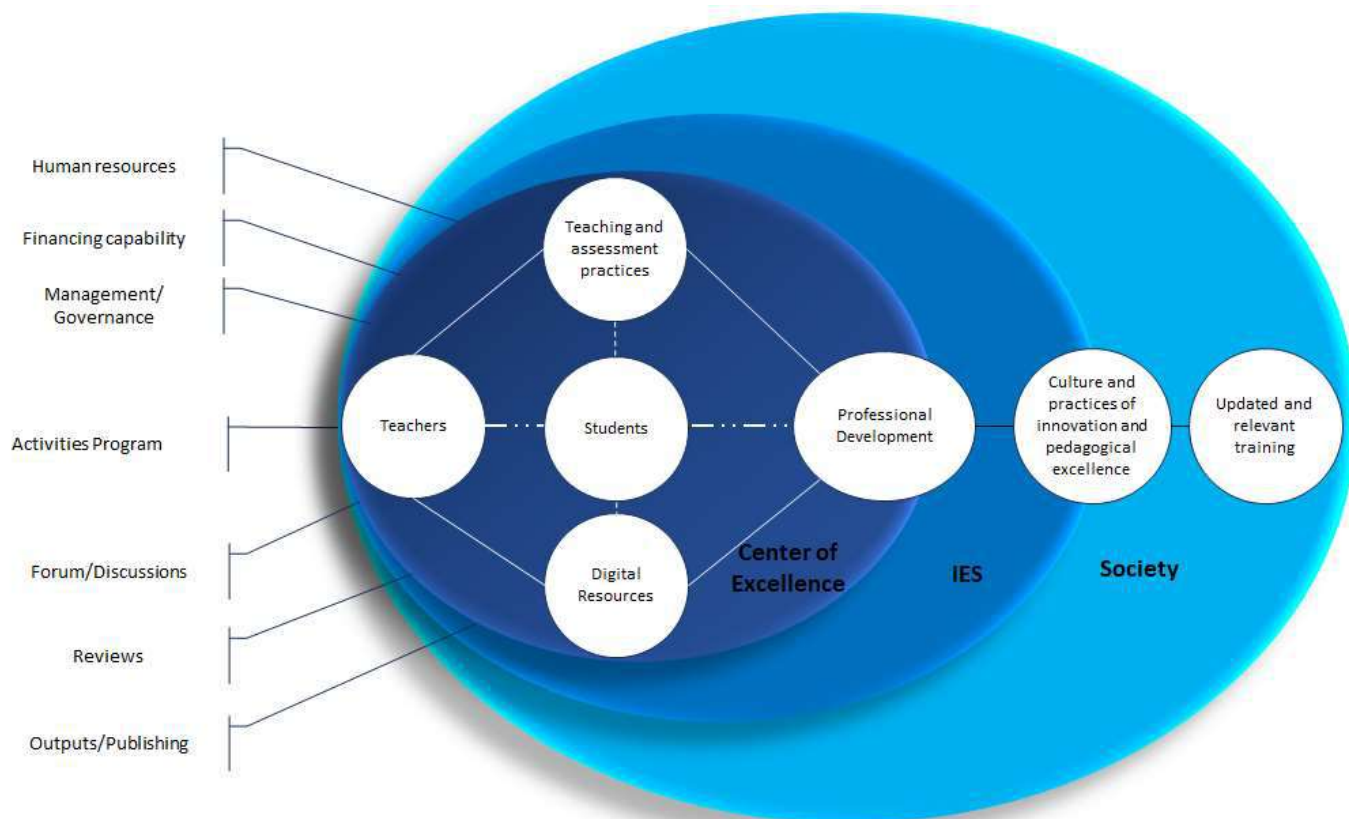 Human resources
Financing capability
Management/
Governance
Activities Program
Forum/Discussions
Reviews
Outputs/Publishing
Teaching and
assessment
practices
Teachers
Students
Digital
Resources
Professional
Development
Culture and
practices of
innovation and
pedagogical
excellence
Updated and
relevant
training
Center of
Excellence
IES
Society